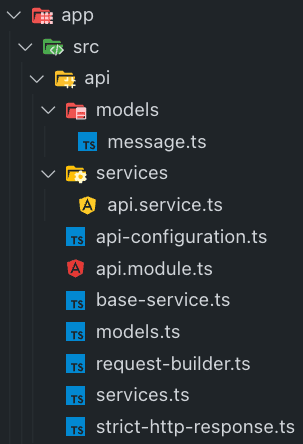 app
src
api
models
TS message.ts
services
api.service.ts
TS api-configuration.ts
api.module.ts
TS base-service.ts
TS models.ts
TS request-builder.ts
TS services.ts
TS strict-http-response.ts